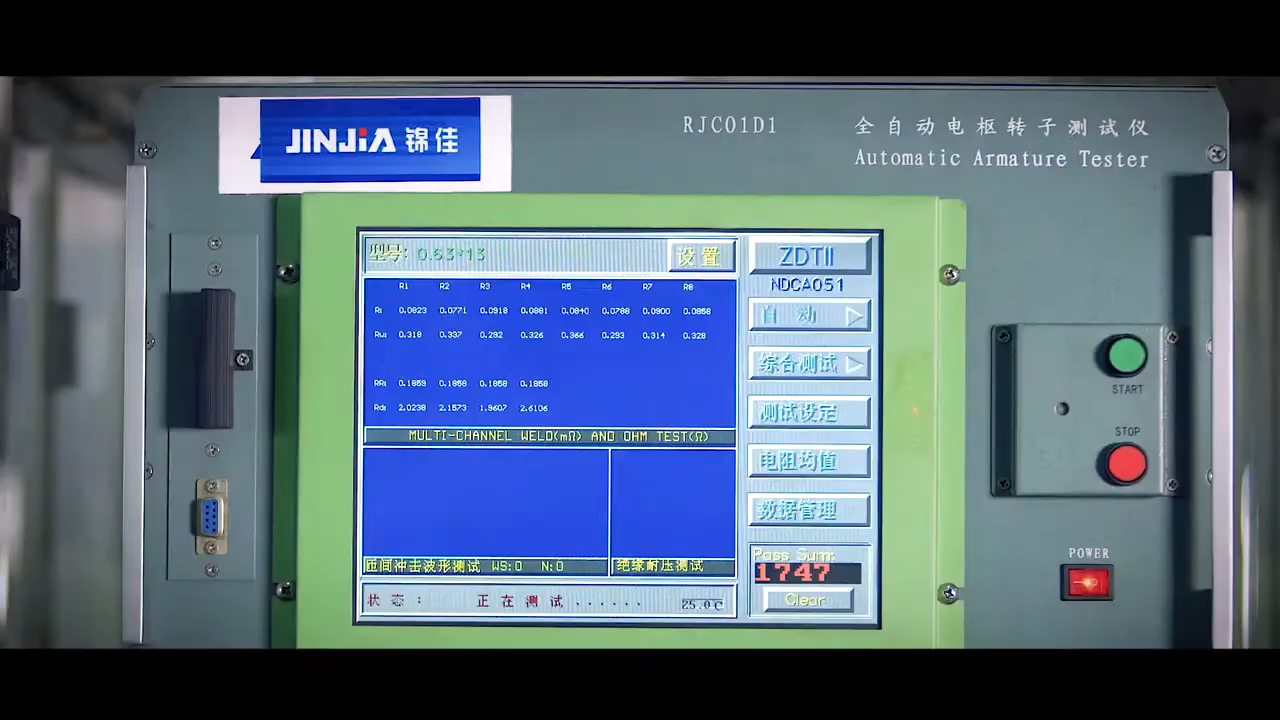 JINJIA 锦佳
RJC01D1
全自动电枢转子测试仪
Automatic Armature Tester
型号: 0.63*13
设置
ZDTII
NDCA051
R1 R2 R3 R4 R5 R6 R7 R8
0.0823 0.0771 0.0918 0.0881 0.0840 0.0788 0.0900 0.0858
0.318 0.337 0.292 0.326 0.366 0.293 0.314 0.328
0.1859 0.1858 0.1858 0.1858
2.0238 2.1573 1.9607 2.6106
MULTI-CHANNEL WELD(mΩ) AND OHM TEST(Ω)
自动
综合测试
测试设定
电阻均值
数据管理
匝间冲击波形测试 WS:0 N:0
绝缘耐压测试
Pass Sum:
1747
Clear
状态: 正在测试......
25.0℃
START
STOP
POWER